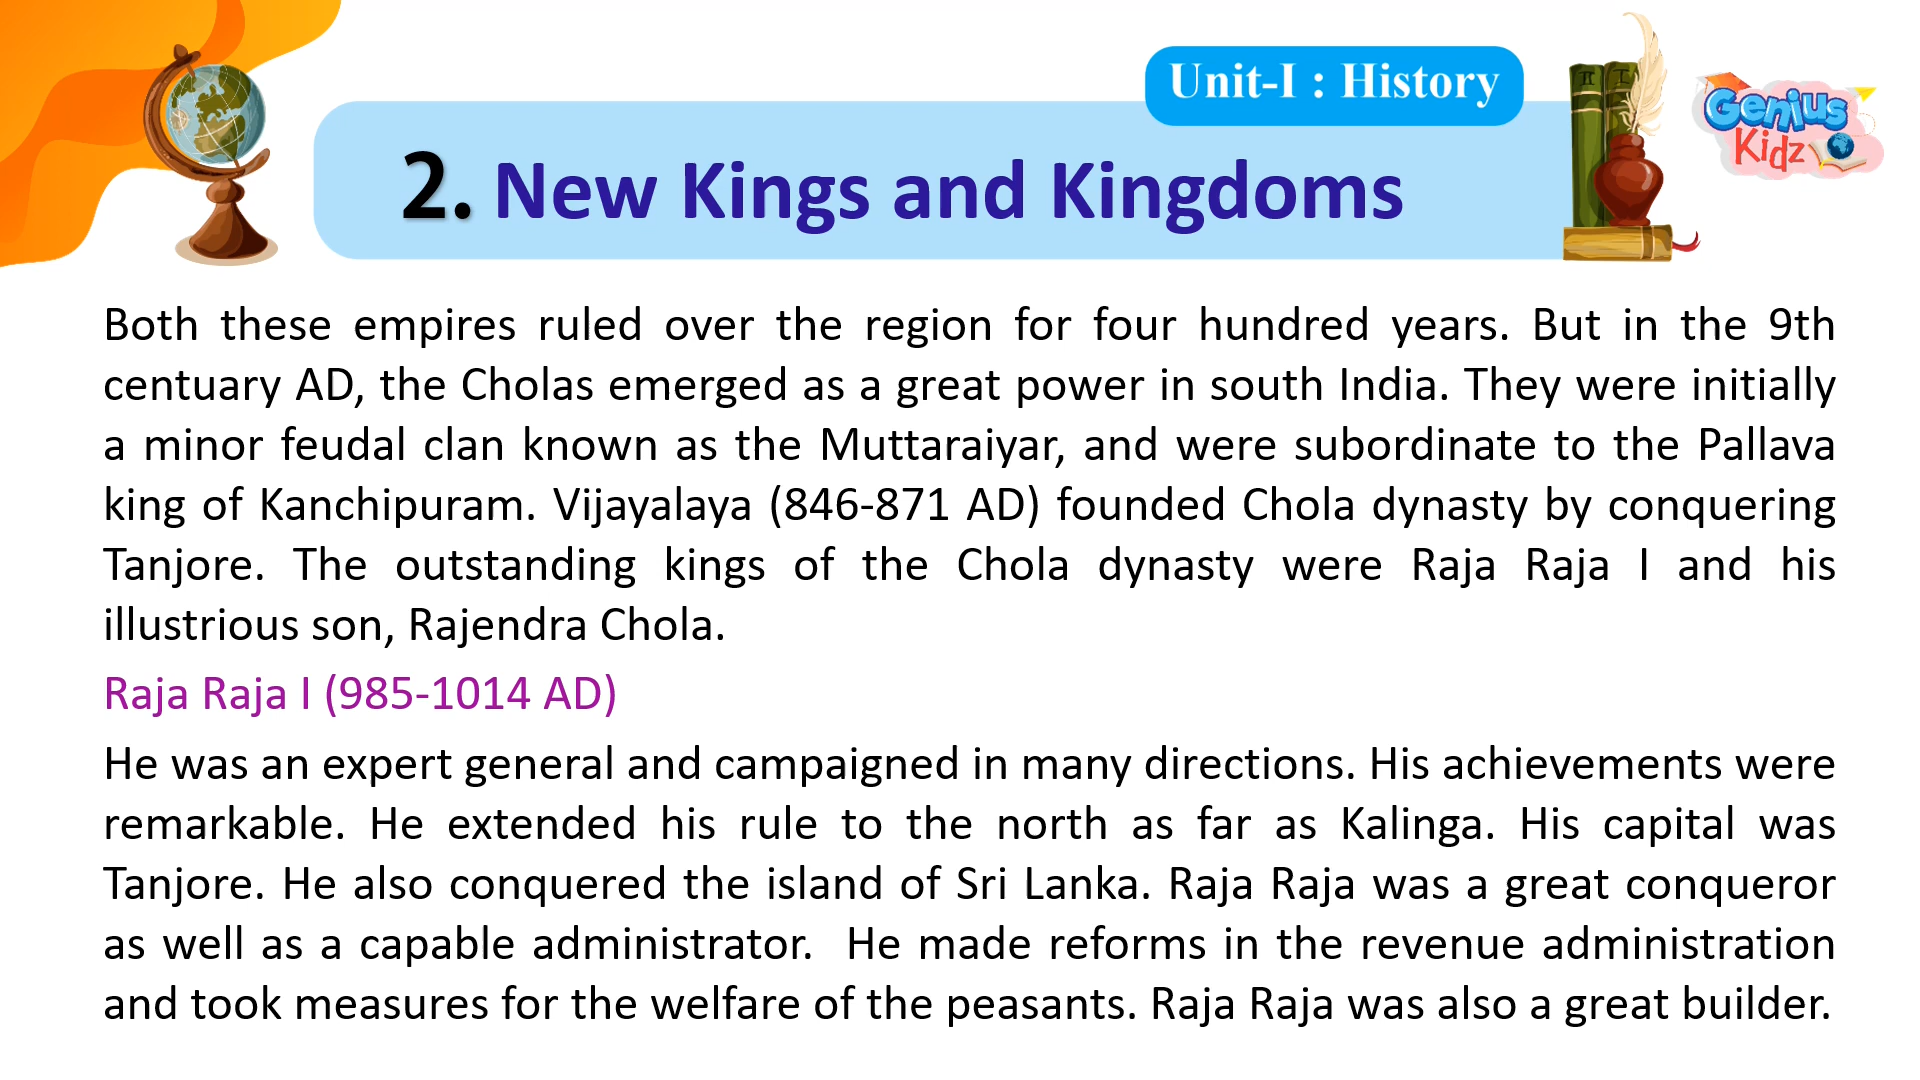 Unit-I : History
Genius
Kidz
2. New Kings and Kingdoms
Both these empires ruled over the region for four hundred years. But in the 9th
centuary AD, the Cholas emerged as a great power in south India. They were initially
a minor feudal clan known as the Muttaraiyar, and were subordinate to the Pallava
king of Kanchipuram. Vijayalaya (846-871 AD) founded Chola dynasty by conquering
Tanjore. The outstanding kings of the Chola dynasty were Raja Raja I and his
illustrious son, Rajendra Chola.
Raja Raja I (985-1014 AD)
He was an expert general and campaigned in many directions. His achievements were
remarkable. He extended his rule to the north as far as Kalinga. His capital was
Tanjore. He also conquered the island of Sri Lanka. Raja Raja was a great conqueror
as well as a capable administrator.  He made reforms in the revenue administration
and took measures for the welfare of the peasants. Raja Raja was also a great builder.